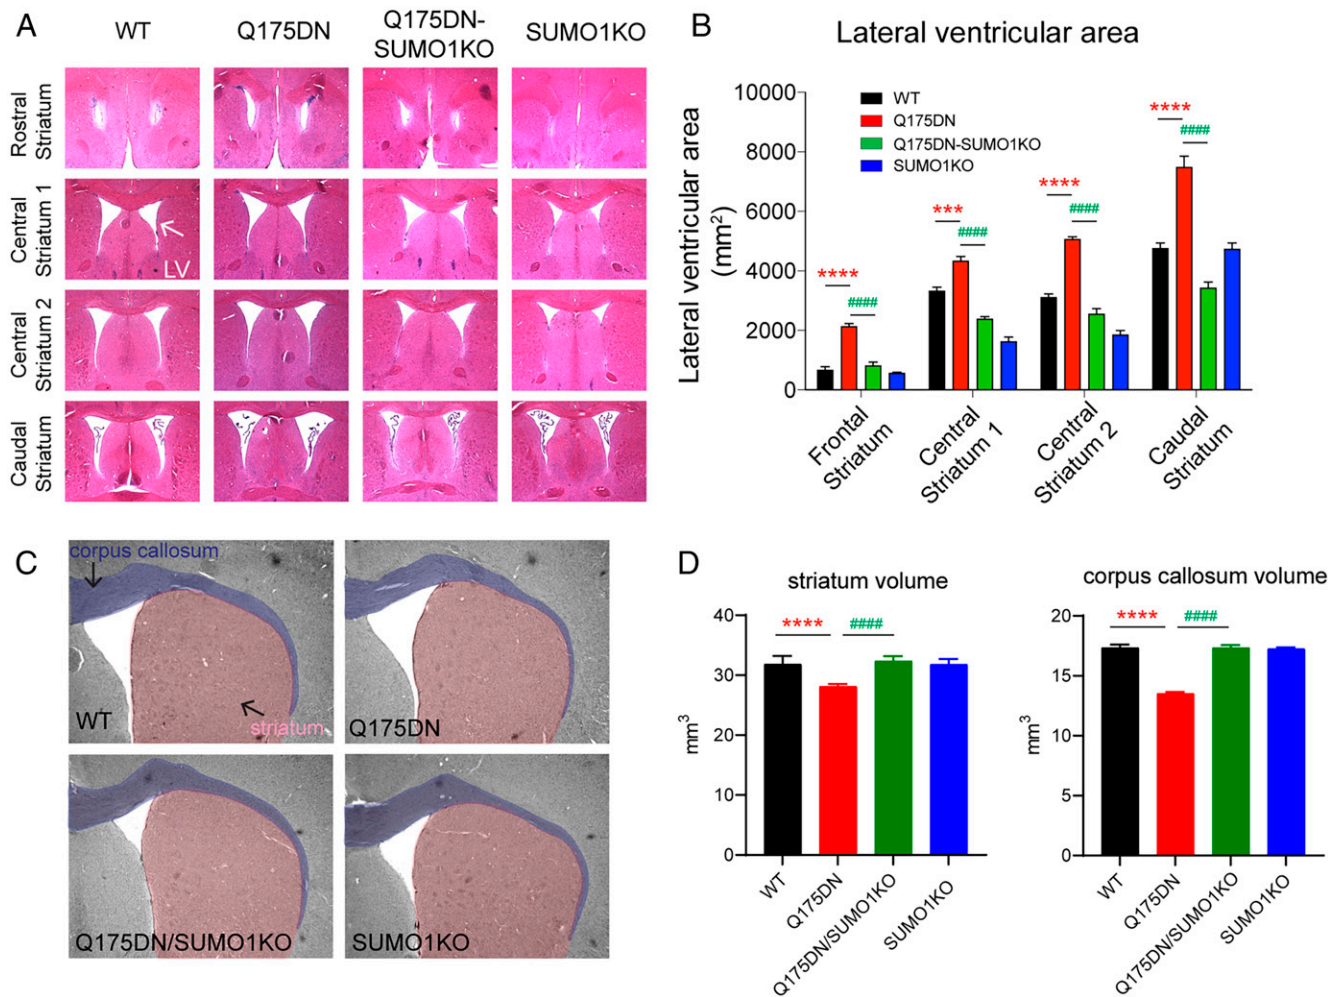 A
WT
Q175DN
Q175DN-
SUMO1KO
SUMO1KO
Rostral
Striatum
Central
Striatum 1
LV
Central
Striatum 2
Caudal
Striatum
B
Lateral ventricular area
Lateral ventricular area
(mm²)
10000
8000
6000
4000
2000
0
WT
Q175DN
Q175DN-SUMO1KO
SUMO1KO
****
####
***
####
****
####
****
####
Frontal
Striatum
Central
Striatum 1
Central
Striatum 2
Caudal
Striatum
C
corpus callosum
WT
striatum
Q175DN
Q175DN/SUMO1KO
SUMO1KO
D
striatum volume
mm³
40
30
20
10
0
****
####
WT
Q175DN
Q175DN/SUMO1KO
SUMO1KO
corpus callosum volume
mm³
20
15
10
5
0
****
####
WT
Q175DN
Q175DN/SUMO1KO
SUMO1KO